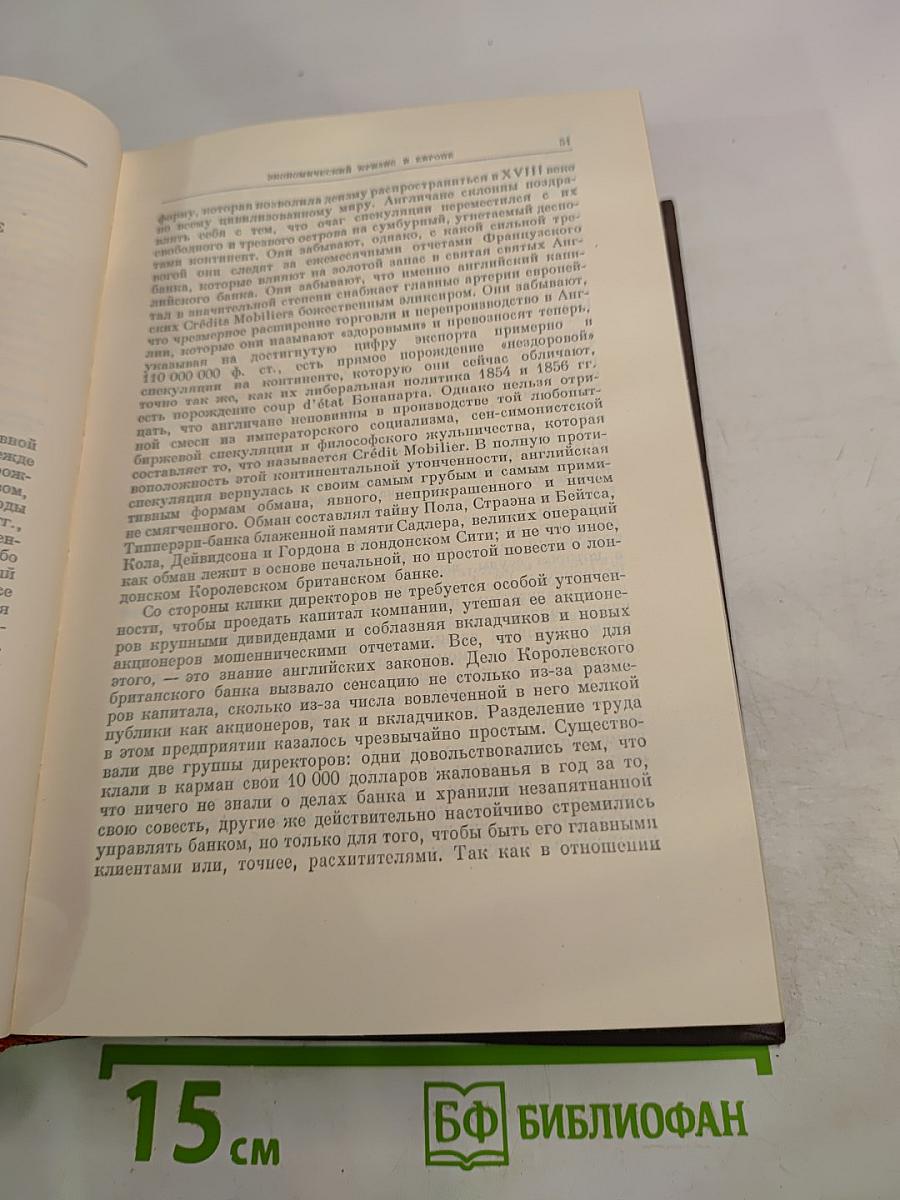 ЭКОНОМИЧЕСКИЙ КРИЗИС В ЕВРОПЕ
51
форму, которая позволила деизму распространиться в XVIII веке
по всему цивилизованному миру. Англичане склонны поздра-
влять себя с тем, что очаг спекуляции переместился с их
свободного и трезвого острова на сумбурный, угнетаемый деспо-
тами континент. Они забывают, однако, с какой сильной тре-
вогой они следят за ежемесячными отчетами Французского
банка, которые влияют на золотой запас в святая святых Анг-
лийского банка. Они забывают, что именно английский капи-
тал в значительной степени снабжает главные артерии европей-
ских Crédits Mobiliers божественным эликсиром. Они забывают,
что чрезмерное расширение торговли и перепроизводство в Анг-
лии, которые они называют «здоровыми» и превозносят теперь,
указывая на достигнутую цифру экспорта примерно в
110 000 000 ф. ст., есть прямое порождение «нездоровой»
спекуляции на континенте, которую они сейчас обличают,
точно так же, как их либеральная политика 1854 и 1856 гг.
есть порождение coup d'état Бонапарта. Однако нельзя отри-
цать, что англичане неповинны в производстве той любопыт-
ной смеси из императорского социализма, сен-симонистской
биржевой спекуляции и философского жульничества, которая
составляет то, что называется Crédit Mobilier. В полную проти-
воположность этой континентальной утонченности, английская
спекуляция вернулась к своим самым грубым и самым прими-
тивным формам обмана, явного, неприкрашенного и ничем
не смягченного. Обман составлял тайну Пола, Страэна и Бейтса,
Типперэри-банка блаженной памяти Садлера, великих операций
Кола, Дейвидсона и Гордона в лондонском Сити; и не что иное,
как обман лежит в основе печальной, но простой повести о лон-
донском Королевском британском банке.
Со стороны клики директоров не требуется особой утончен-
ности, чтобы проедать капитал компании, утешая ее акционе-
ров крупными дивидендами и соблазняя вкладчиков и новых
акционеров мошенническими отчетами. Все, что нужно для
этого, — это знание английских законов. Дело Королевского
британского банка вызвало сенсацию не столько из-за разме-
ров капитала, сколько из-за числа вовлеченной в него мелкой
публики как акционеров, так и вкладчиков. Разделение труда
в этом предприятии казалось чрезвычайно простым. Существо-
вали две группы директоров: одни довольствовались тем, что
клали в карман свои 10 000 долларов жалованья в год за то,
что ничего не знали о делах банка и хранили незапятнанной
свою совесть, другие же действительно настойчиво стремились
управлять банком, но только для того, чтобы быть его главными
клиентами или, точнее, расхитителями. Так как в отношении
15 см
БФ БИБЛИОФАН